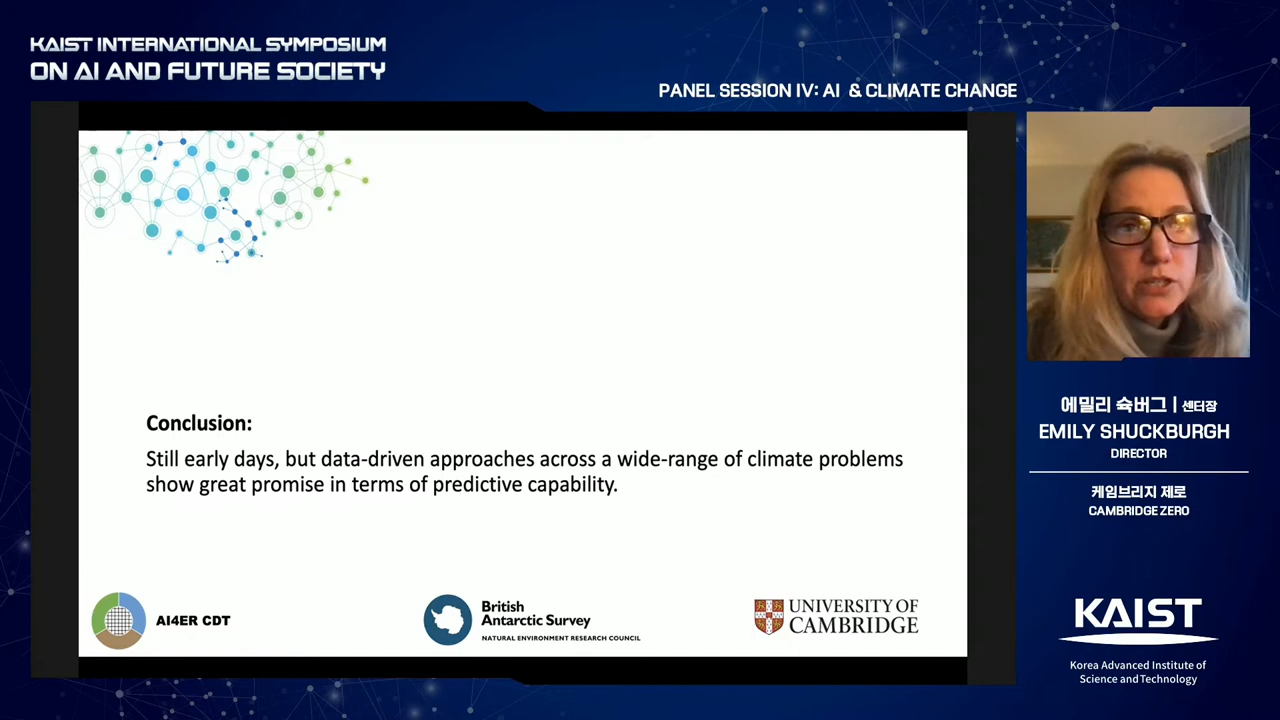 KAIST INTERNATIONAL SYMPOSIUM
ON AI AND FUTURE SOCIETY
PANEL SESSION IV: AI & CLIMATE CHANGE
Conclusion:
Still early days, but data-driven approaches across a wide-range of climate problems
show great promise in terms of predictive capability.
AI4ER CDT
British
Antarctic Survey
NATURAL ENVIRONMENT RESEARCH COUNCIL
UNIVERSITY OF
CAMBRIDGE
에밀리 슉버그 | 센터장
EMILY SHUCKBURGH
DIRECTOR
케임브리지 제로
CAMBRIDGE ZERO
KAIST
Korea Advanced Institute of
Science and Technology